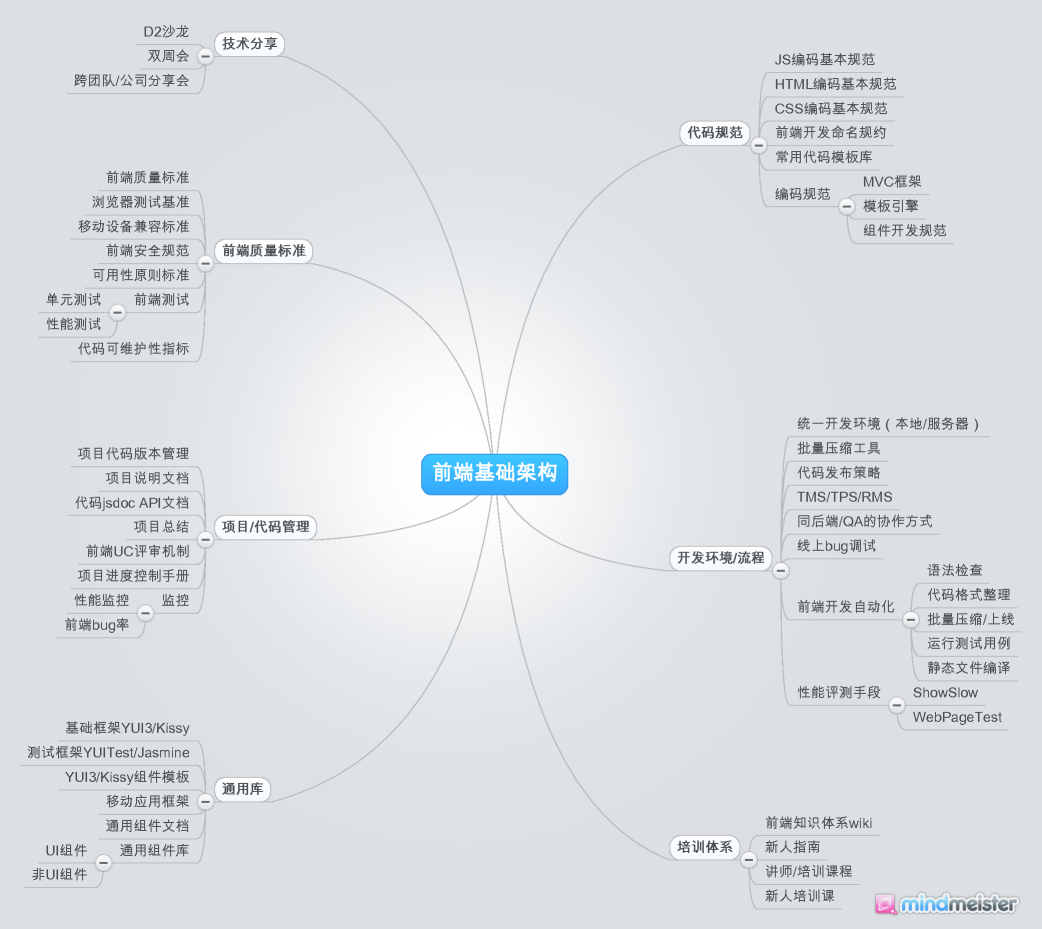 前端基础架构
技术分享
D2沙龙
双周会
跨团队/公司分享会
前端质量标准
前端质量标准
浏览器测试基准
移动设备兼容标准
前端安全规范
可用性原则标准
前端测试
单元测试
性能测试
代码可维护性指标
项目/代码管理
项目代码版本管理
项目说明文档
代码jsdoc API文档
项目总结
前端UC评审机制
项目进度控制手册
监控
性能监控
前端bug率
通用库
基础框架YUI3/Kissy
测试框架YUITest/Jasmine
YUI3/Kissy组件模板
移动应用框架
通用组件文档
通用组件库
UI组件
非UI组件
代码规范
JS编码基本规范
HTML编码基本规范
CSS编码基本规范
前端开发命名规约
常用代码模板库
编码规范
MVC框架
模板引擎
组件开发规范
开发环境/流程
统一开发环境（本地/服务器）
批量压缩工具
代码发布策略
TMS/TPS/RMS
同后端/QA的协作方式
线上bug调试
前端开发自动化
语法检查
代码格式整理
批量压缩/上线
运行测试用例
静态文件编译
性能评测手段
ShowSlow
WebPageTest
培训体系
前端知识体系wiki
新人指南
讲师/培训课程
新人培训课
mindmeister